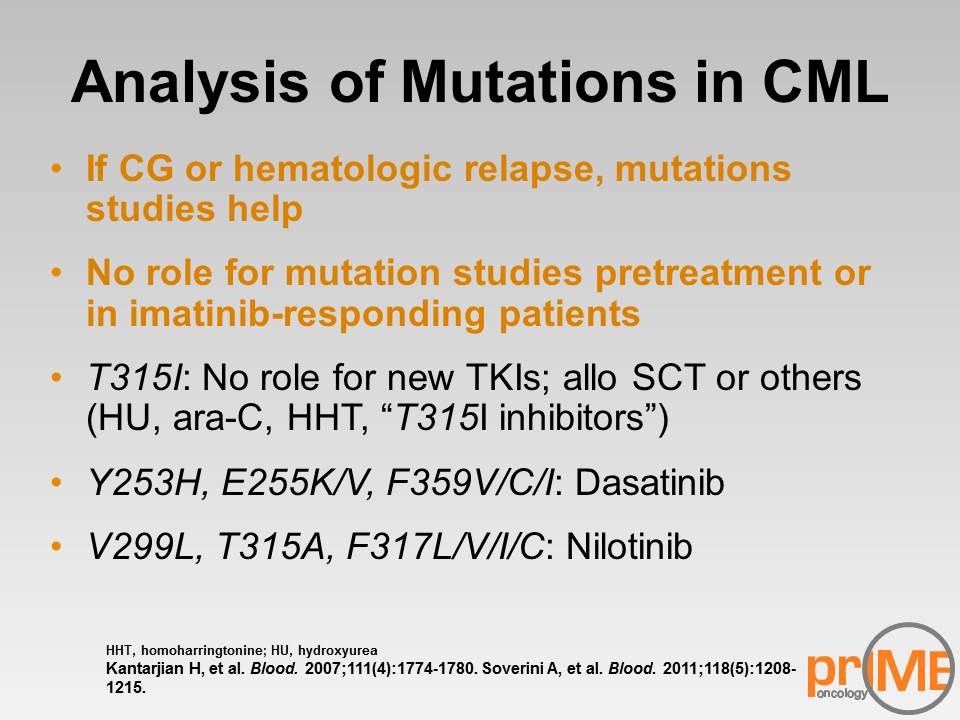 Analysis of Mutations in CML
• If CG or hematologic relapse, mutations
studies help
• No role for mutation studies pretreatment or
in imatinib-responding patients
• T315I: No role for new TKIs; allo SCT or others
(HU, ara-C, HHT, “T315I inhibitors”)
• Y253H, E255K/V, F359V/C/I: Dasatinib
• V299L, T315A, F317L/V/I/C: Nilotinib
HHT, homoharringtonine; HU, hydroxyurea
Kantarjian H, et al. Blood. 2007;111(4):1774-1780. Soverini A, et al. Blood. 2011;118(5):1208-
1215.
prIME
oncology